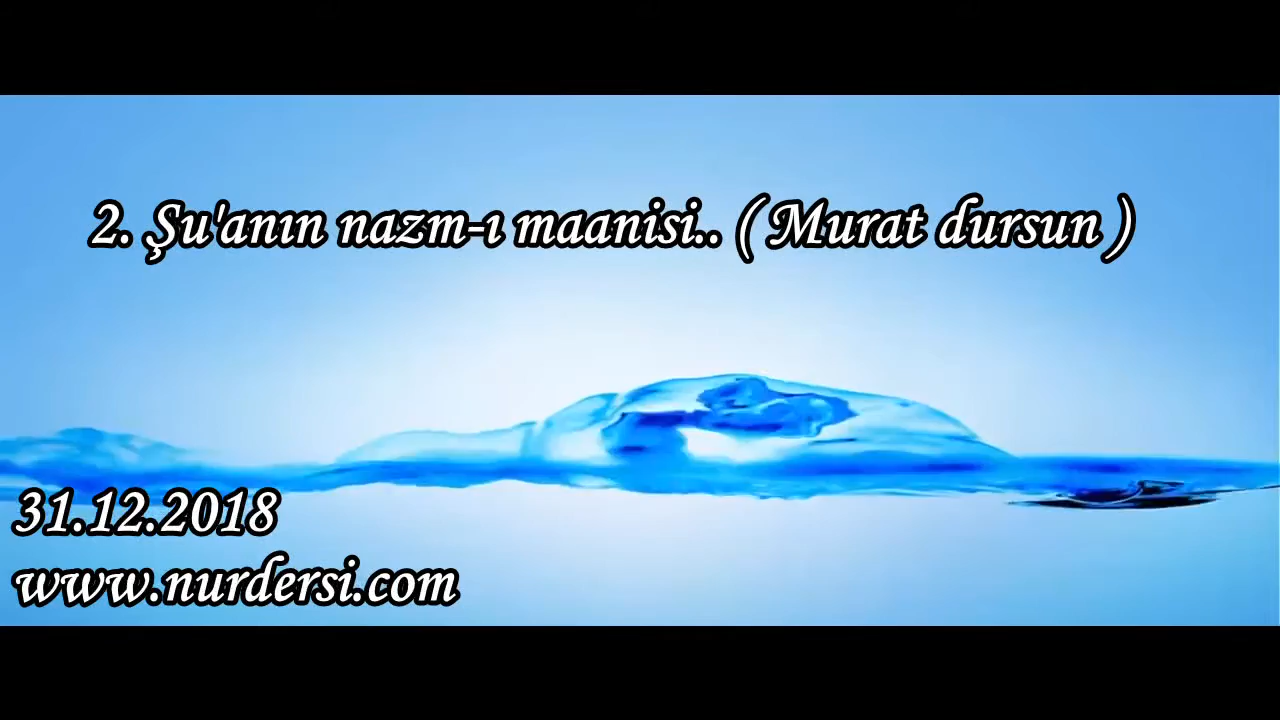 2. Şu'anın nazm-ı maanisi.. ( Murat dursun )
31.12.2018
www.nurdersi.com